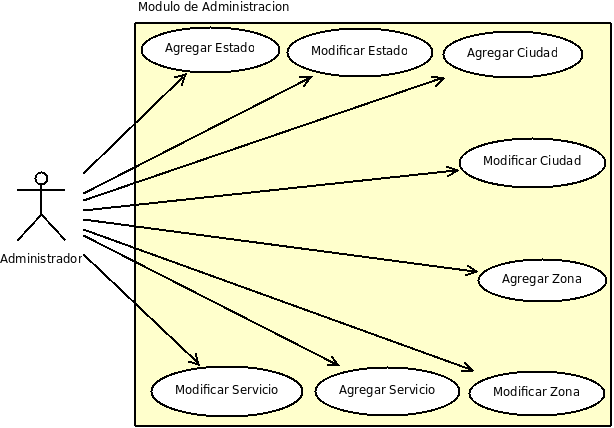 Modulo de Administracion
Agregar Estado
Modificar Estado
Agregar Ciudad
Modificar Ciudad
Administrador
Agregar Zona
Modificar Servicio
Agregar Servicio
Modificar Zona